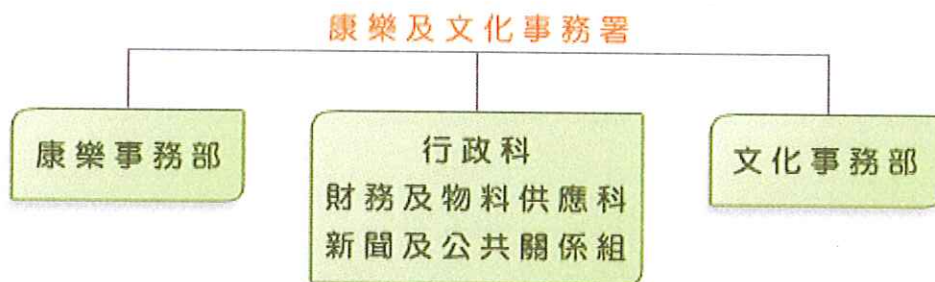 康樂及文化事務署
康樂事務部
行政科
財務及物料供應科
新聞及公共關係組
文化事務部